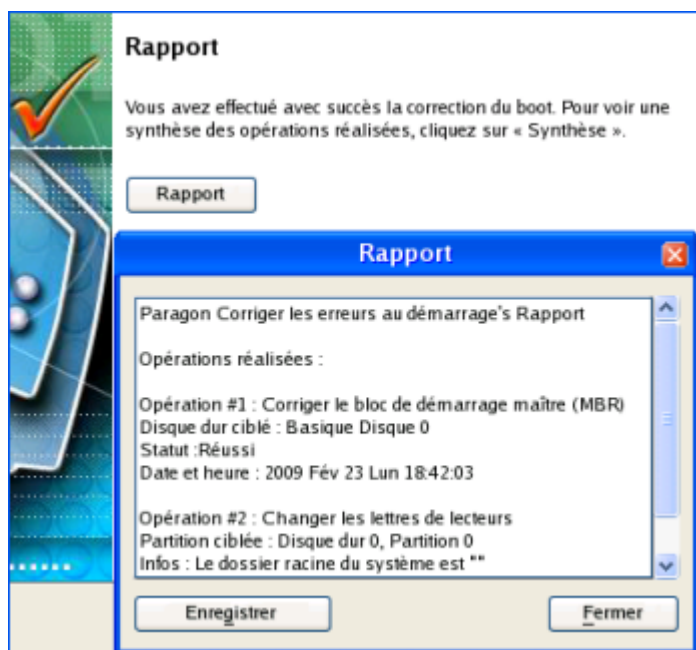 Rapport
Vous avez effectué avec succès la correction du boot. Pour voir une
synthèse des opérations réalisées, cliquez sur « Synthèse ».
Rapport
Rapport
Paragon Corriger les erreurs au démarrage's Rapport
Opérations réalisées :
Opération #1 : Corriger le bloc de démarrage maître (MBR)
Disque dur ciblé : Basique Disque 0
Statut :Réussi
Date et heure : 2009 Fév 23 Lun 18:42:03
Opération #2 : Changer les lettres de lecteurs
Partition ciblée : Disque dur 0, Partition 0
Infos : Le dossier racine du système est ""
Enregistrer
Fermer